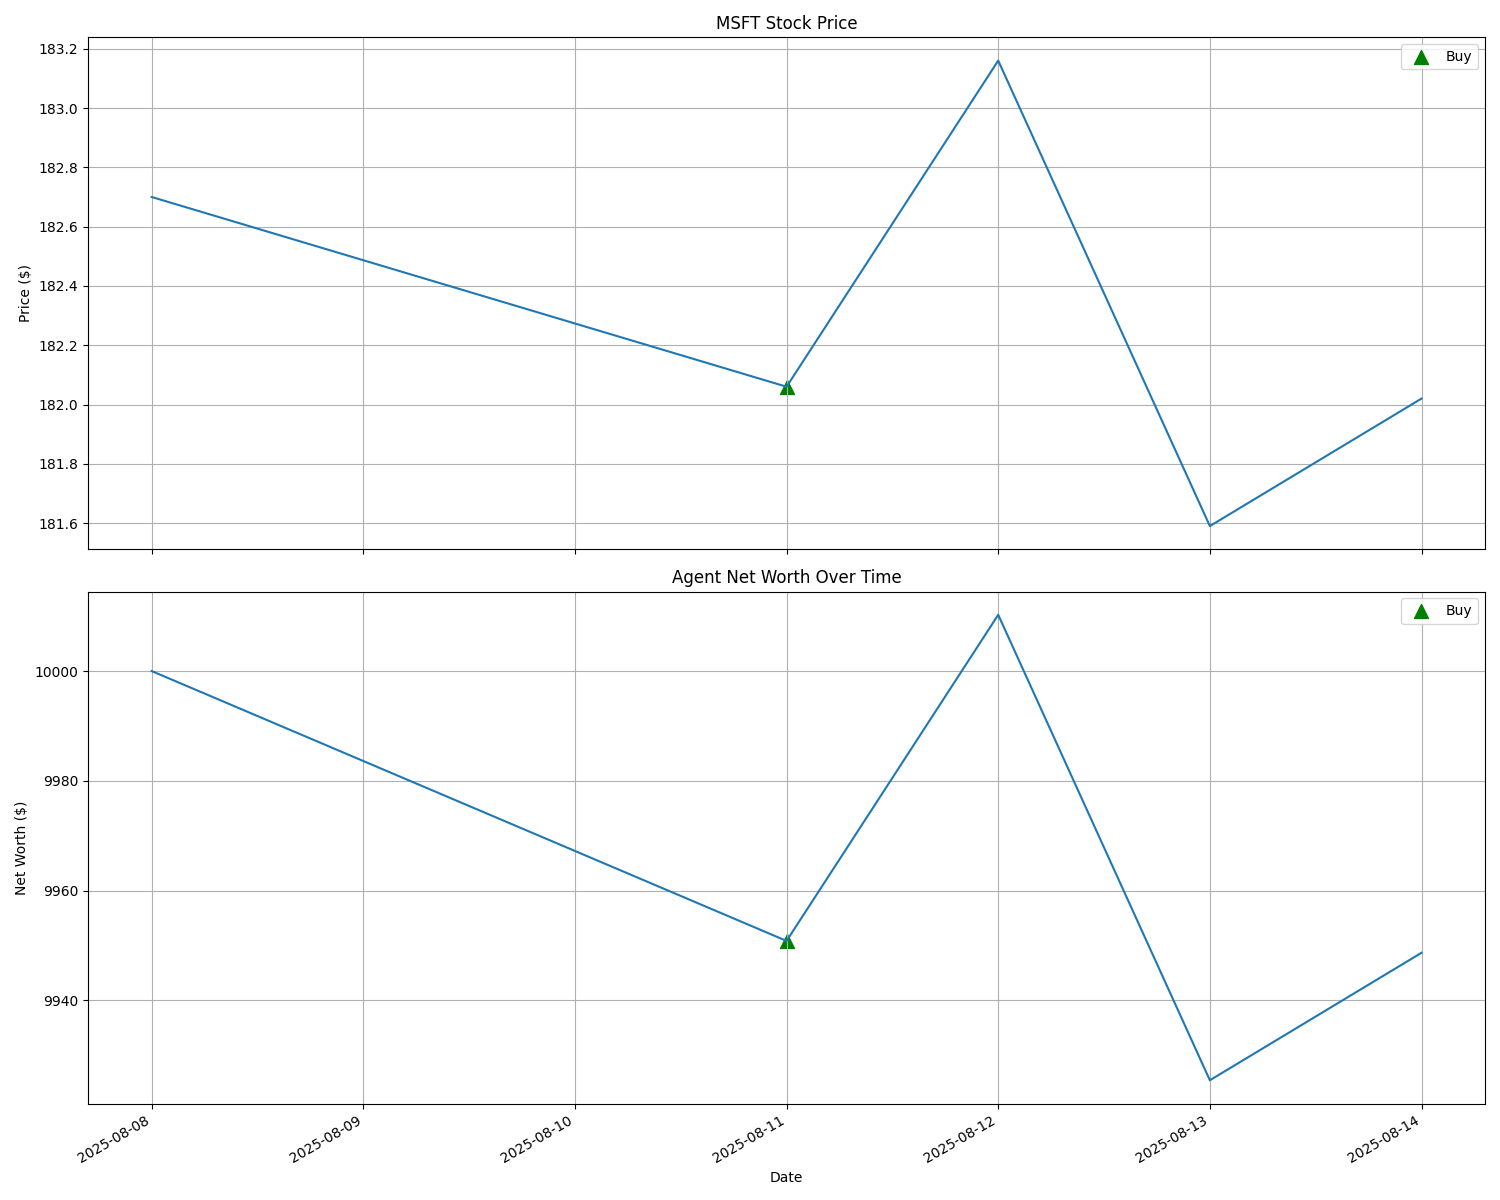 MSFT Stock Price
Buy
183.2
183.0
182.8
182.6
182.4
182.2
182.0
181.8
181.6
Price ($)
Agent Net Worth Over Time
Buy
10000
9980
9960
9940
Net Worth ($)
2025-08-08
2025-08-09
2025-08-10
2025-08-11
2025-08-12
2025-08-13
2025-08-14
Date